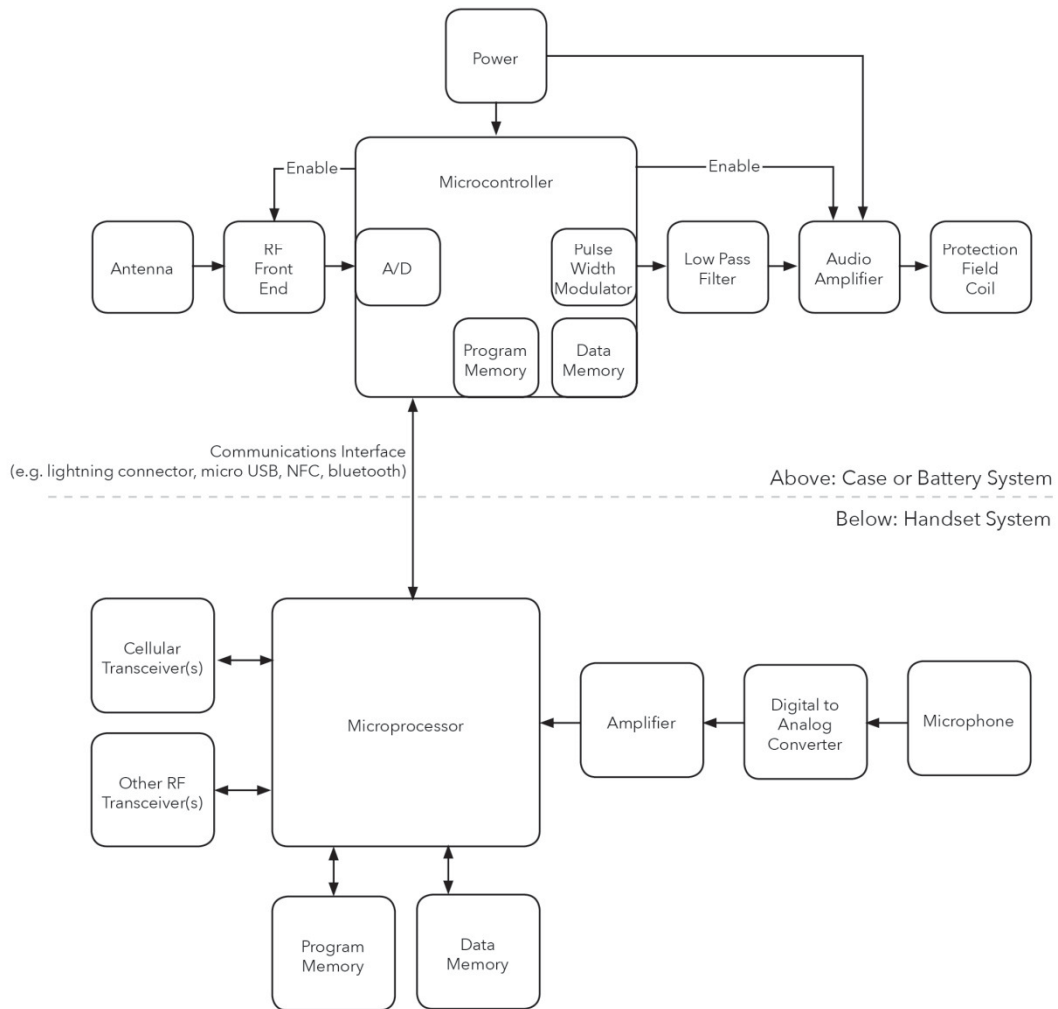 Power
Enable
Microcontroller
Enable
Antenna
RF
Front
End
A/D
Pulse
Width
Modulator
Low Pass
Filter
Audio
Amplifier
Protection
Field
Coil
Program
Memory
Data
Memory
Communications Interface
(e.g. lightning connector, micro USB, NFC, bluetooth)
Above: Case or Battery System
Below: Handset System
Cellular
Transceiver(s)
Other RF
Transceiver(s)
Microprocessor
Amplifier
Digital to
Analog
Converter
Microphone
Program
Memory
Data
Memory